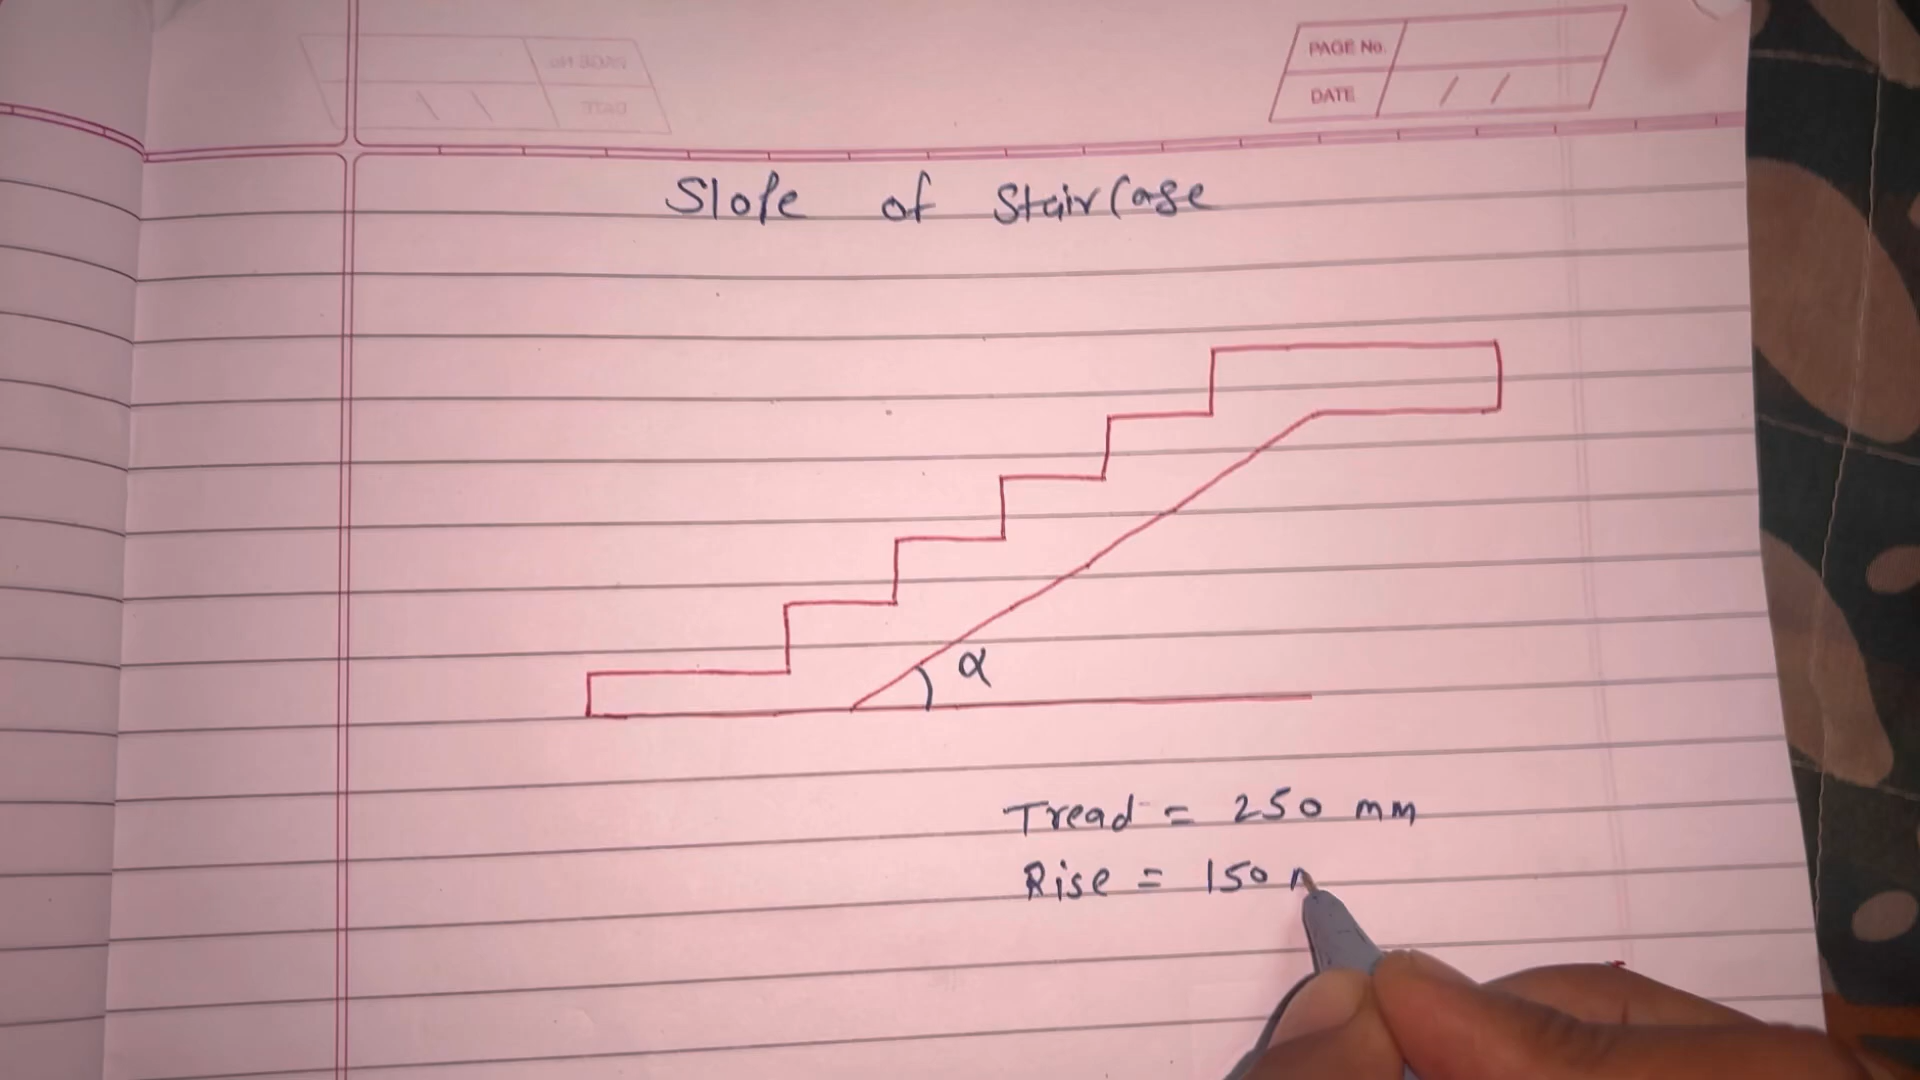 PAGE No.
DATE / /
Slope of Staircase
α
Tread = 250 mm
Rise = 150